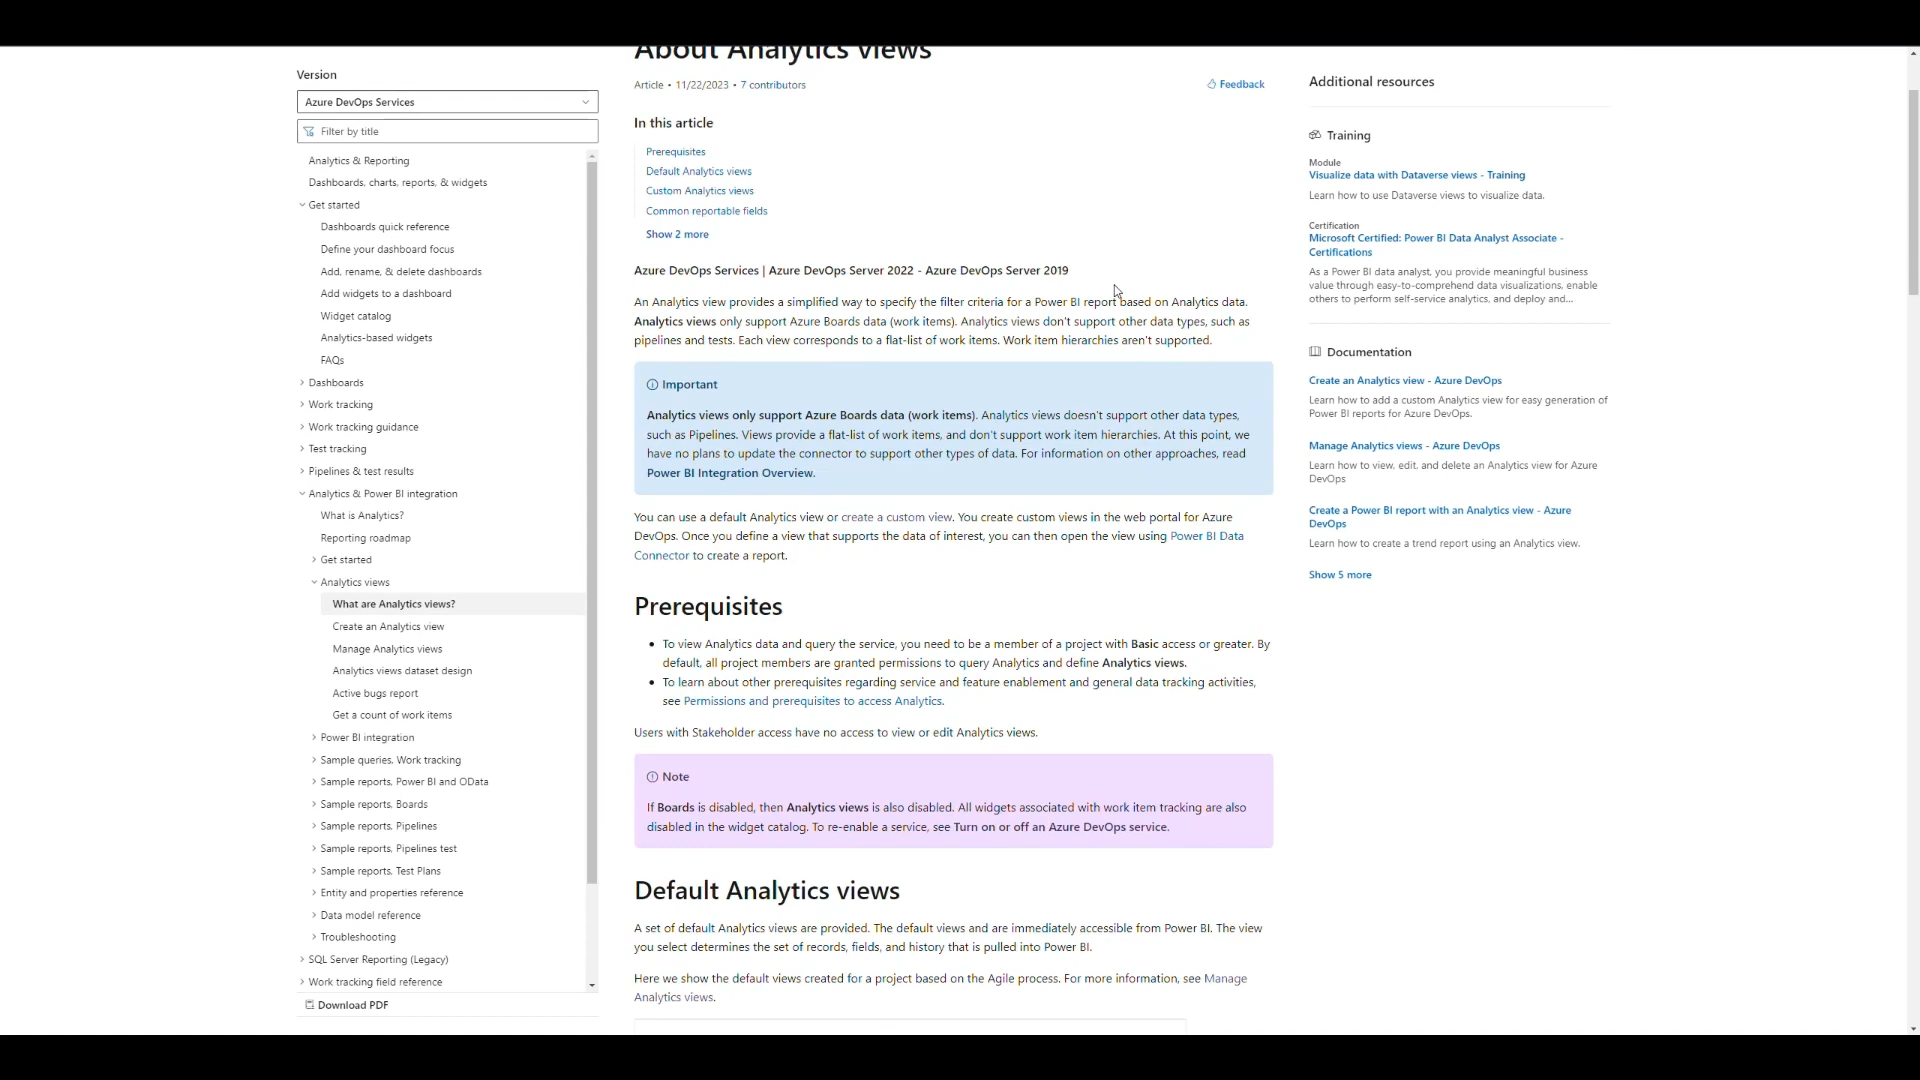 About Analytics views
Version
Azure DevOps Services
Filter by title
Analytics & Reporting
Dashboards, charts, reports, & widgets
Get started
Dashboards quick reference
Define your dashboard focus
Add, rename, & delete dashboards
Add widgets to a dashboard
Widget catalog
Analytics-based widgets
FAQs
Dashboards
Work tracking
Work tracking guidance
Test tracking
Pipelines & test results
Analytics & Power BI integration
What is Analytics?
Reporting roadmap
Get started
Analytics views
What are Analytics views?
Create an Analytics view
Manage Analytics views
Analytics views dataset design
Active bugs report
Get a count of work items
Power BI integration
Sample queries, Work tracking
Sample reports, Power BI and OData
Sample reports, Boards
Sample reports, Pipelines
Sample reports, Pipelines test
Sample reports, Test Plans
Entity and properties reference
Data model reference
Troubleshooting
SQL Server Reporting (Legacy)
Work tracking field reference
Download PDF
Article • 11/22/2023 • 7 contributors
Feedback
In this article
Prerequisites
Default Analytics views
Custom Analytics views
Common reportable fields
Show 2 more
Azure DevOps Services | Azure DevOps Server 2022 - Azure DevOps Server 2019
An Analytics view provides a simplified way to specify the filter criteria for a Power BI report based on Analytics data.
Analytics views only support Azure Boards data (work items). Analytics views don't support other data types, such as
pipelines and tests. Each view corresponds to a flat-list of work items. Work item hierarchies aren't supported.
Important
Analytics views only support Azure Boards data (work items). Analytics views doesn't support other data types,
such as Pipelines. Views provide a flat-list of work items, and don't support work item hierarchies. At this point, we
have no plans to update the connector to support other types of data. For information on other approaches, read
Power BI Integration Overview.
You can use a default Analytics view or create a custom view. You create custom views in the web portal for Azure
DevOps. Once you define a view that supports the data of interest, you can then open the view using Power BI Data
Connector to create a report.
Prerequisites
• To view Analytics data and query the service, you need to be a member of a project with Basic access or greater. By
default, all project members are granted permissions to query Analytics and define Analytics views.
• To learn about other prerequisites regarding service and feature enablement and general data tracking activities,
see Permissions and prerequisites to access Analytics.
Users with Stakeholder access have no access to view or edit Analytics views.
Note
If Boards is disabled, then Analytics views is also disabled. All widgets associated with work item tracking are also
disabled in the widget catalog. To re-enable a service, see Turn on or off an Azure DevOps service.
Default Analytics views
A set of default Analytics views are provided. The default views and are immediately accessible from Power BI. The view
you select determines the set of records, fields, and history that is pulled into Power BI.
Here we show the default views created for a project based on the Agile process. For more information, see Manage
Analytics views.
Additional resources
Training
Module
Visualize data with Dataverse views - Training
Learn how to use Dataverse views to visualize data.
Certification
Microsoft Certified: Power BI Data Analyst Associate -
Certifications
As a Power BI data analyst, you provide meaningful business
value through easy-to-comprehend data visualizations, enable
others to perform self-service analytics, and deploy and...
Documentation
Create an Analytics view - Azure DevOps
Learn how to add a custom Analytics view for easy generation of
Power BI reports for Azure DevOps.
Manage Analytics views - Azure DevOps
Learn how to view, edit, and delete an Analytics view for Azure
DevOps
Create a Power BI report with an Analytics view - Azure
DevOps
Learn how to create a trend report using an Analytics view.
Show 5 more